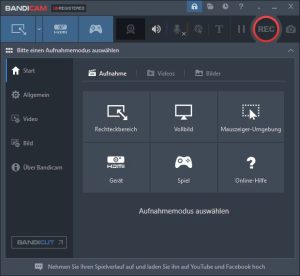 BANDICAM UNREGISTERED
HDMI
REC
Bitte einen Aufnahmemodus auswählen
Start
Allgemein
Video
Bild
Über Bandicam
Aufnahme Videos Bilder
Rechteckbereich Vollbild Mauszeiger-Umgebung
HDMI
Gerät Spiel Online-Hilfe
Aufnahmemodus auswählen
BANDICUT
Nehmen Sie Ihren Spielverlauf auf und laden Sie ihn auf YouTube und Facebook hoch